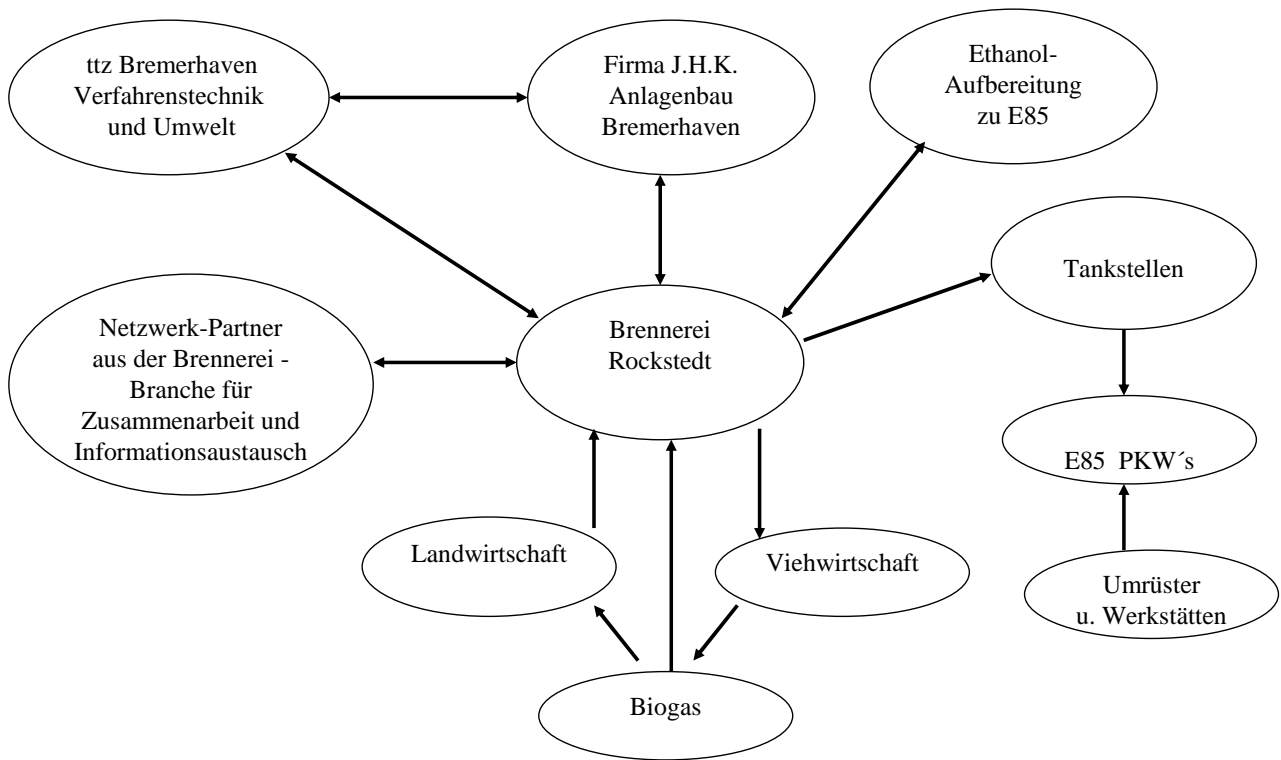 ttz Bremerhaven
Verfahrenstechnik
und Umwelt
Firma J.H.K.
Anlagenbau
Bremerhaven
Ethanol-
Aufbereitung
zu E85
Tankstellen
Netzwerk-Partner
aus der Brennerei -
Branche für
Zusammenarbeit und
Informationsaustausch
Brennerei
Rockstedt
E85 PKW´s
Landwirtschaft
Viehwirtschaft
Umrüster
u. Werkstätten
Biogas